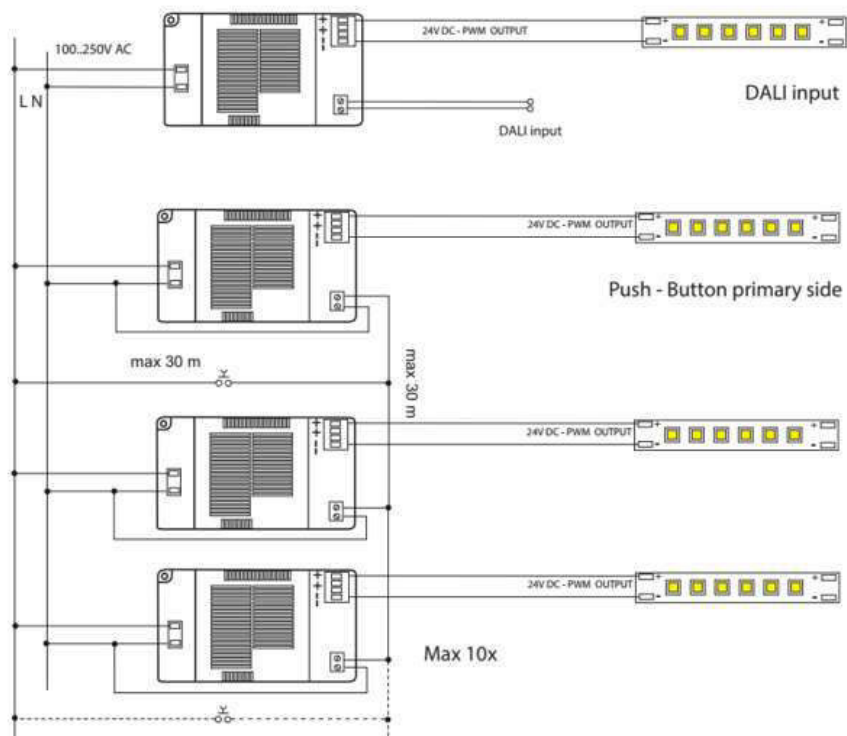 100..250V AC
L N
24V DC - PWM OUTPUT
DALI input
DALI input
24V DC - PWM OUTPUT
Push - Button primary side
max 30 m
max 30 m
24V DC - PWM OUTPUT
24V DC - PWM OUTPUT
Max 10x